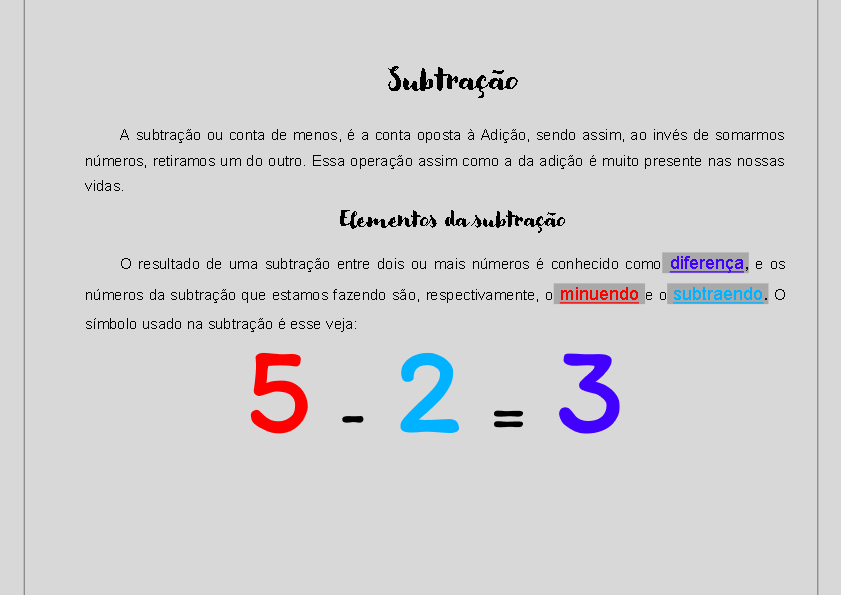 Subtração
A subtração ou conta de menos, é a conta oposta à Adição, sendo assim, ao invés de somarmos
números, retiramos um do outro. Essa operação assim como a da adição é muito presente nas nossas
vidas.
Elementos da subtração
O resultado de uma subtração entre dois ou mais números é conhecido como diferença, e os
números da subtração que estamos fazendo são, respectivamente, o minuendo e o subtraendo. O
símbolo usado na subtração é esse veja:
5 - 2 = 3